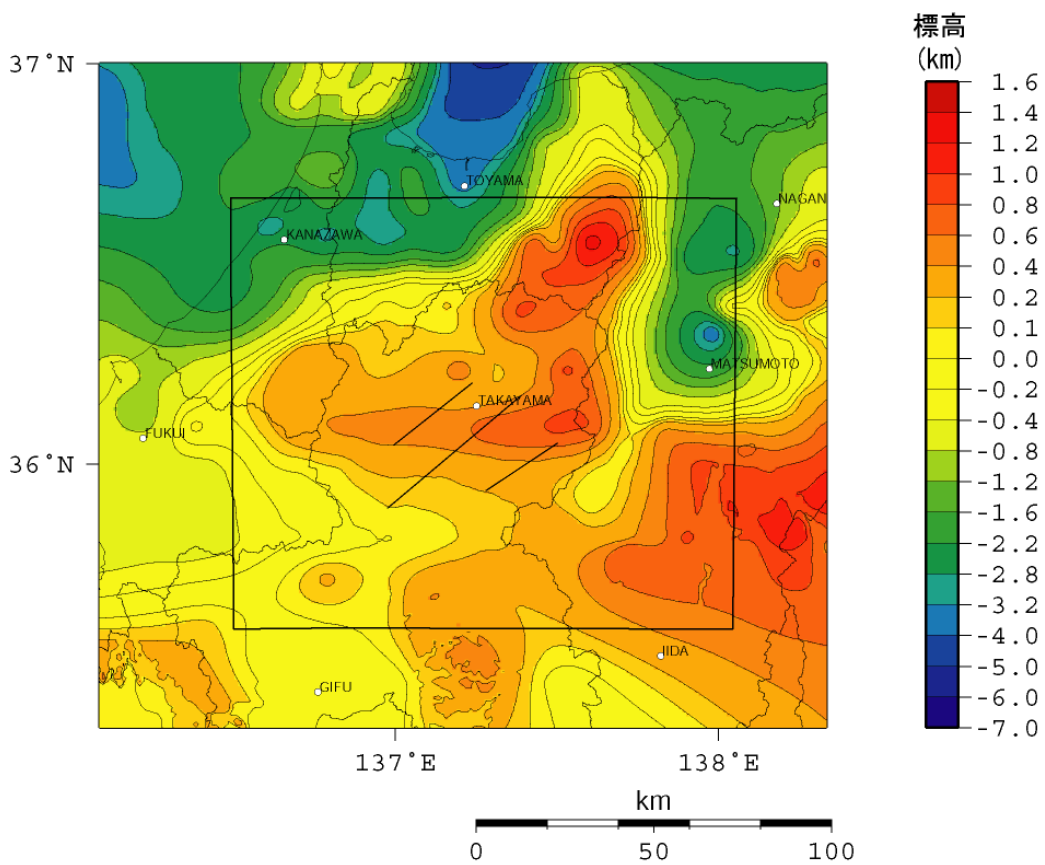 標高
(km)
37°N
1.6
1.4
1.2
1.0
0.8
0.6
0.4
0.2
0.1
0.0
-0.2
-0.4
-0.8
-1.2
-1.6
-2.2
-2.8
-3.2
-4.0
-5.0
-6.0
-7.0
TOYAMA
NAGAN
KANAZAWA
MATSUMOTO
TAKAYAMA
FUKUI
36°N
IIDA
GIFU
137°E
138°E
km
0
50
100